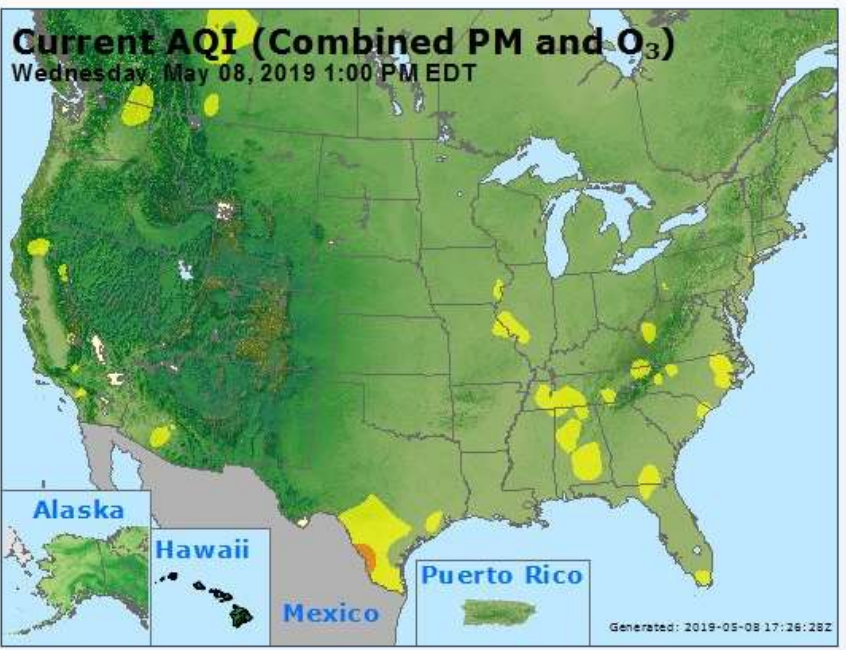 Current AQI (Combined PM and O₃)
Wednesday, May 08, 2019 1:00 PM EDT
Alaska
Hawaii
Mexico
Puerto Rico
Generated: 2019-05-08 17:26:28Z